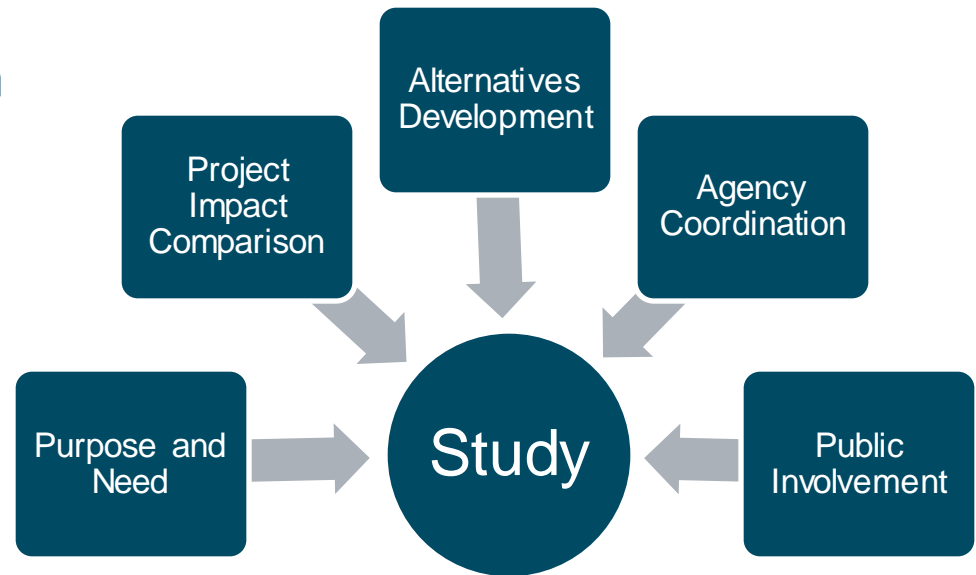 Alternatives
Development
Project
Impact
Comparison
Agency
Coordination
Purpose and
Need
Study
Public
Involvement